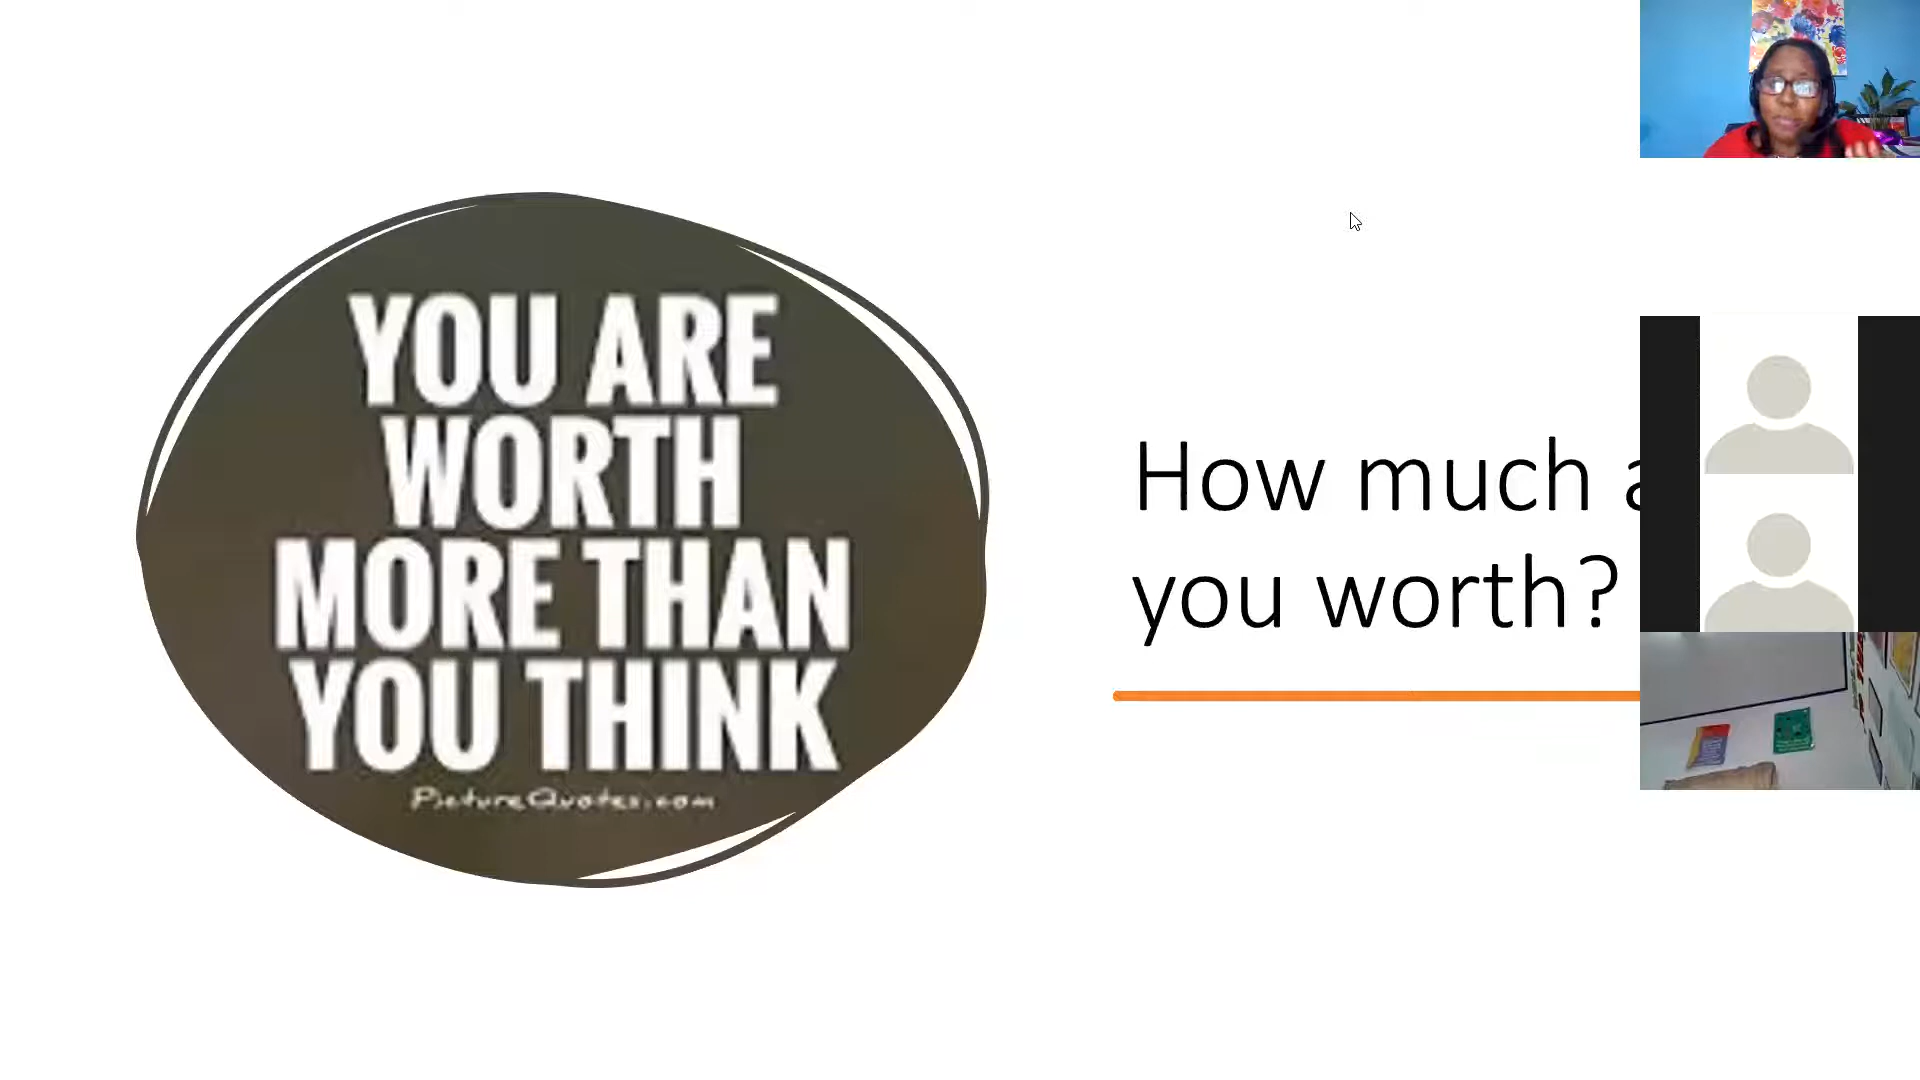 YOU ARE
WORTH
MORE THAN
YOU THINK
PictureQuotes.com
How much a
you worth?